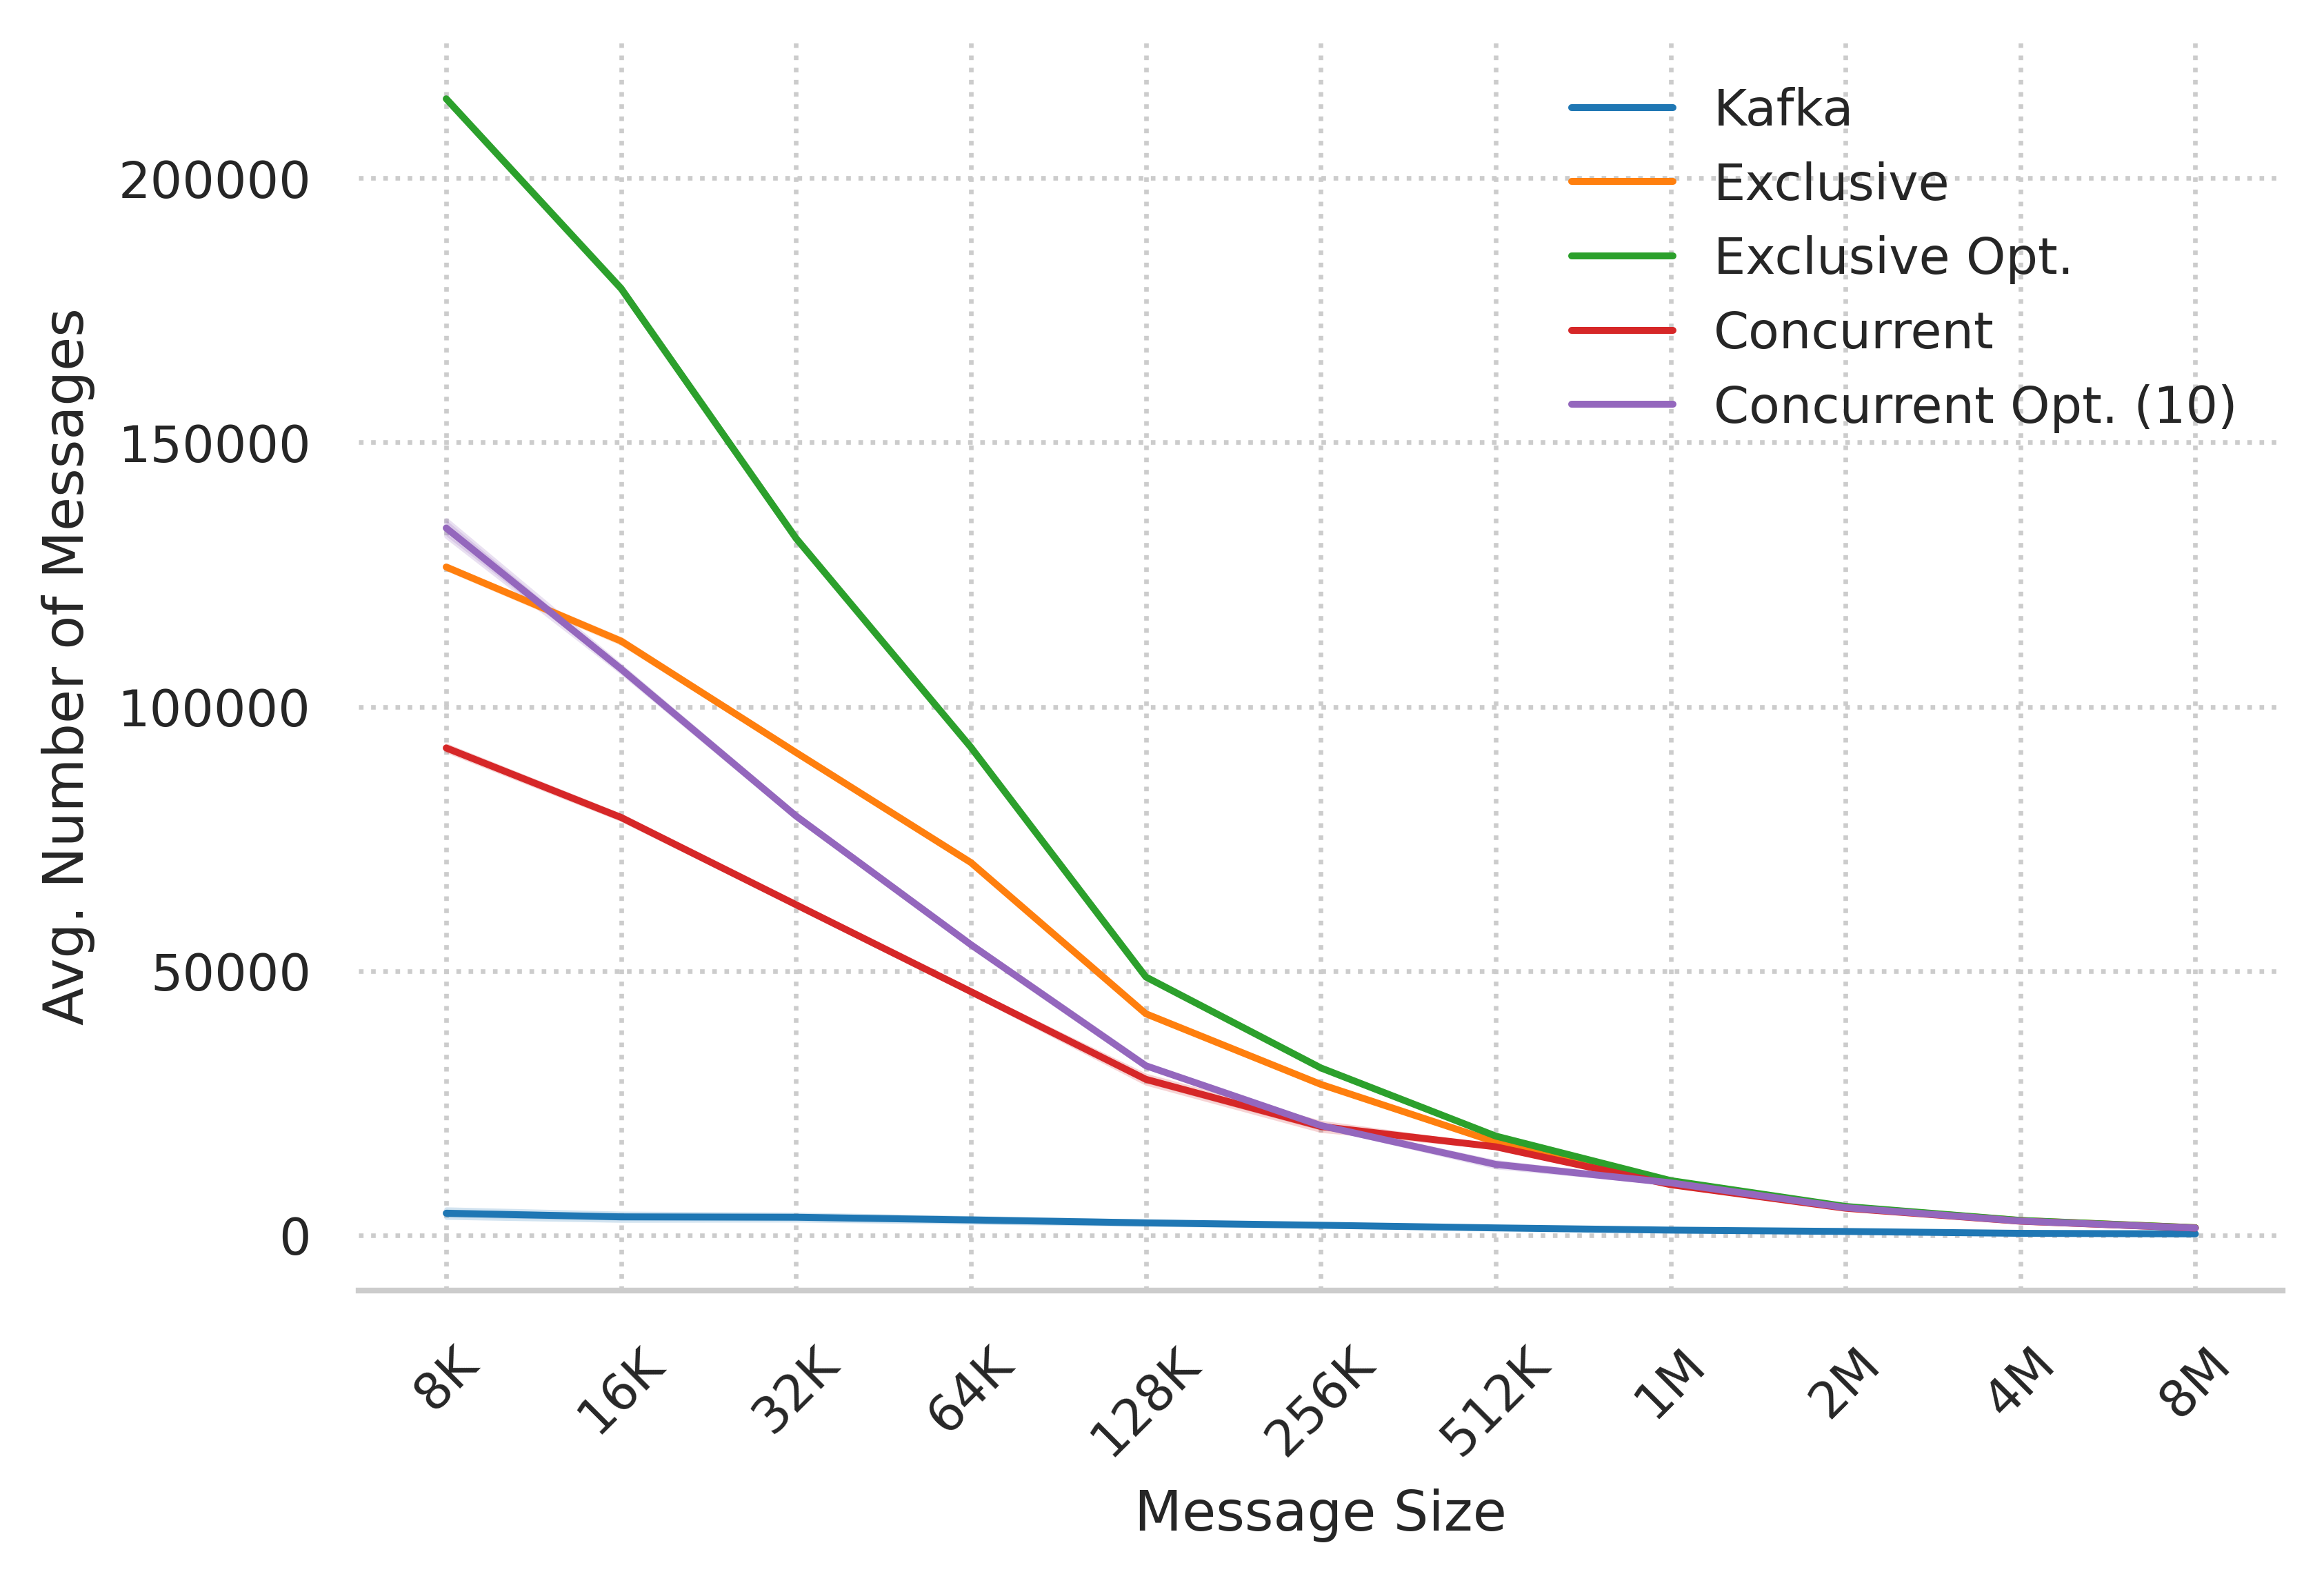 Kafka
Exclusive
Exclusive Opt.
Concurrent
Concurrent Opt. (10)
Avg. Number of Messages
200000
150000
100000
50000
0
8K 16K 32K 64K 128K 256K 512K 1M 2M 4M 8M
Message Size